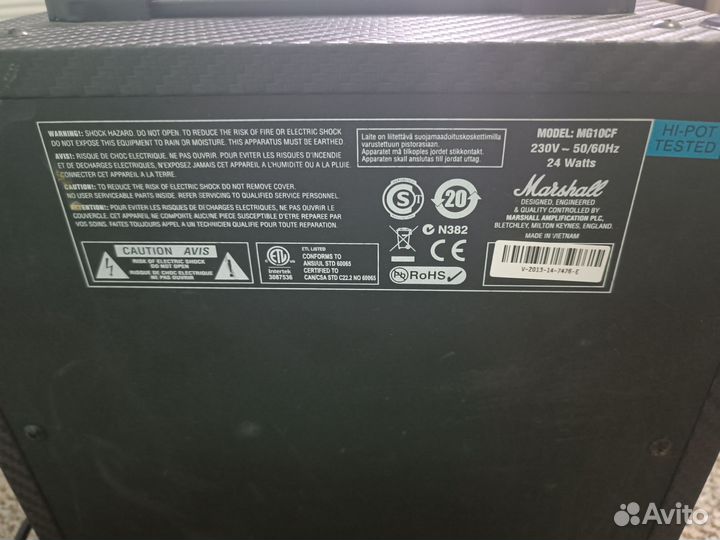 WARNING!: SHOCK HAZARD. DO NOT OPEN. TO REDUCE THE RISK OF FIRE OR ELECTRIC SHOCK
DO NOT EXPOSE THIS EQUIPMENT TO RAIN OR MOISTURE. THIS APPARATUS MUST BE EARTHED.
AVIS!: RISQUE DE CHOC ELECTRIQUE. NE PAS OUVRIR. POUR EVITER LES RISQUES D'INCENDIE
ET DE DECHARGES ELECTRIQUES, N'EXPOSEZ JAMAIS CET APPAREIL A L'HUMIDITE OU A LA PLUIE
CONNECTER CET APPAREIL A LA TERRE.
CAUTION!: TO REDUCE THE RISK OF ELECTRIC SHOCK DO NOT REMOVE COVER.
NO USER SERVICEABLE PARTS INSIDE. REFER SERVICING TO QUALIFIED SERVICE PERSONNEL.
ATTENTION!: POUR EVITER LES RISQUES DE DECHARGES ELECTRIQUES, NE PAS OUVRIR LE
COUVERCLE. CET APPAREIL NE COMPORTE AUCUNE PIECE SUSCEPTIBLE D'ETRE REPAREE PAR
VOS SOINS. FAITES TOUJOURS APPEL A UN TECHNICIEN QUALIFIE POUR TOUTE REPARATION.
CAUTION AVIS
RISK OF ELECTRIC SHOCK
DO NOT OPEN
RISQUE DE CHOC ELECTRIQUE
NE PAS OUVRIR
ETL LISTED
CONFORMS TO
ANSI/UL STD 60065
CERTIFIED TO
CAN/CSA STD C22.2 NO 60065
ETL
Intertek
3087536
Laite on liitettävä suojamaadoituskoskettimilla
varustettuun pistorasiaan.
Apparatet må tilkoples jordet stikkontakt.
Apparaten skall anslutas till jordat uttag.
S
20
N382
CE
Pb RoHS
MODEL: MG10CF
230V ~ 50/60Hz
24 Watts
Marshall
DESIGNED, ENGINEERED
& QUALITY CONTROLLED BY
MARSHALL AMPLIFICATION PLC,
BLETCHLEY, MILTON KEYNES, ENGLAND.
MADE IN VIETNAM
V-2013-14-7476-E
HI-POT
TESTED
Avito